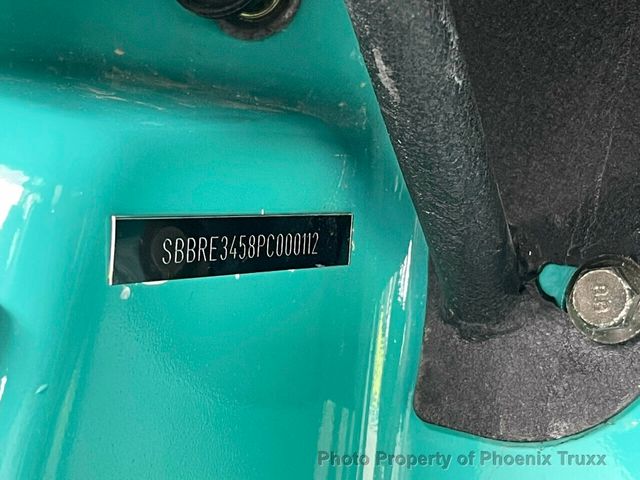 SBBRE3458PC000112
Photo Property of Phoenix Truxx